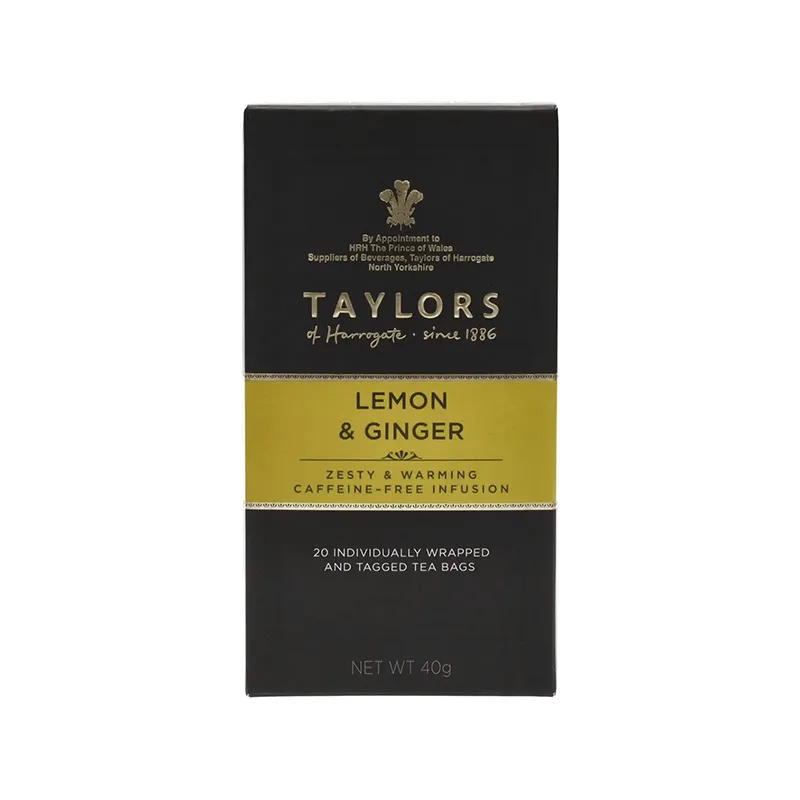 By Appointment to
HRH The Prince of Wales
Suppliers of Beverages, Taylors of Harrogate
North Yorkshire
TAYLORS
of Harrogate · since 1886
LEMON
& GINGER
ZESTY & WARMING
CAFFEINE-FREE INFUSION
20 INDIVIDUALLY WRAPPED
AND TAGGED TEA BAGS
NET WT 40g